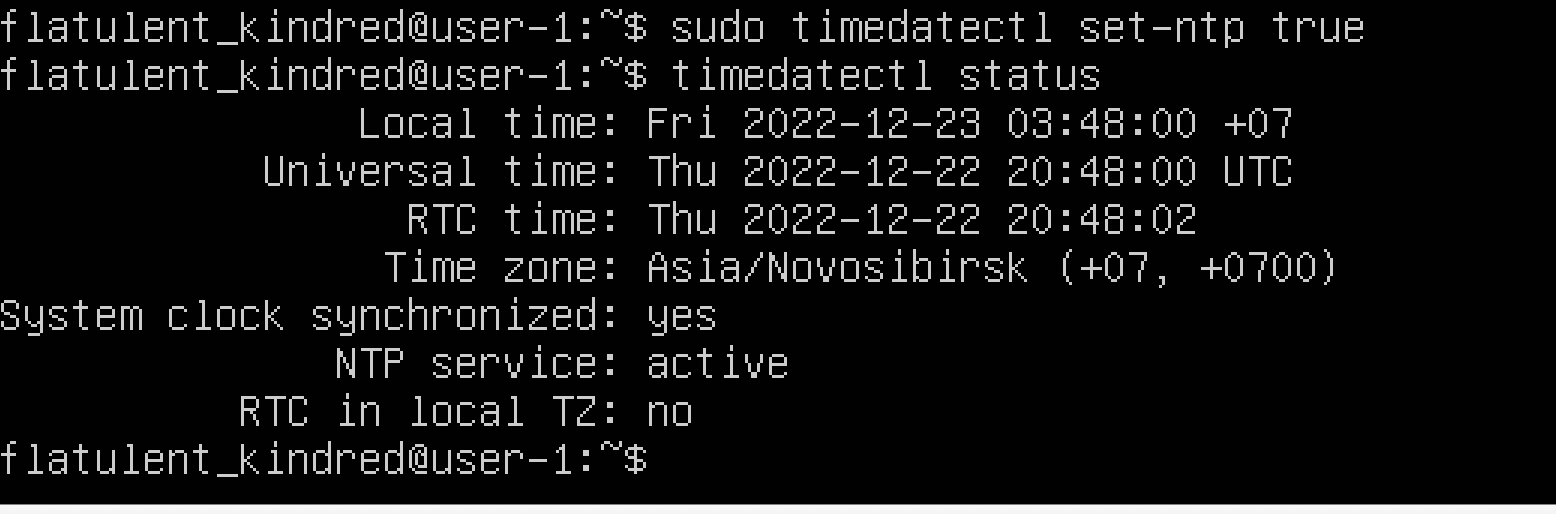 flatulent_kindred@user-1:~$ sudo timedatectl set-ntp true
flatulent_kindred@user-1:~$ timedatectl status
Local time: Fri 2022-12-23 03:48:00 +07
Universal time: Thu 2022-12-22 20:48:00 UTC
RTC time: Thu 2022-12-22 20:48:02
Time zone: Asia/Novosibirsk (+07, +0700)
System clock synchronized: yes
NTP service: active
RTC in local TZ: no
flatulent_kindred@user-1:~$